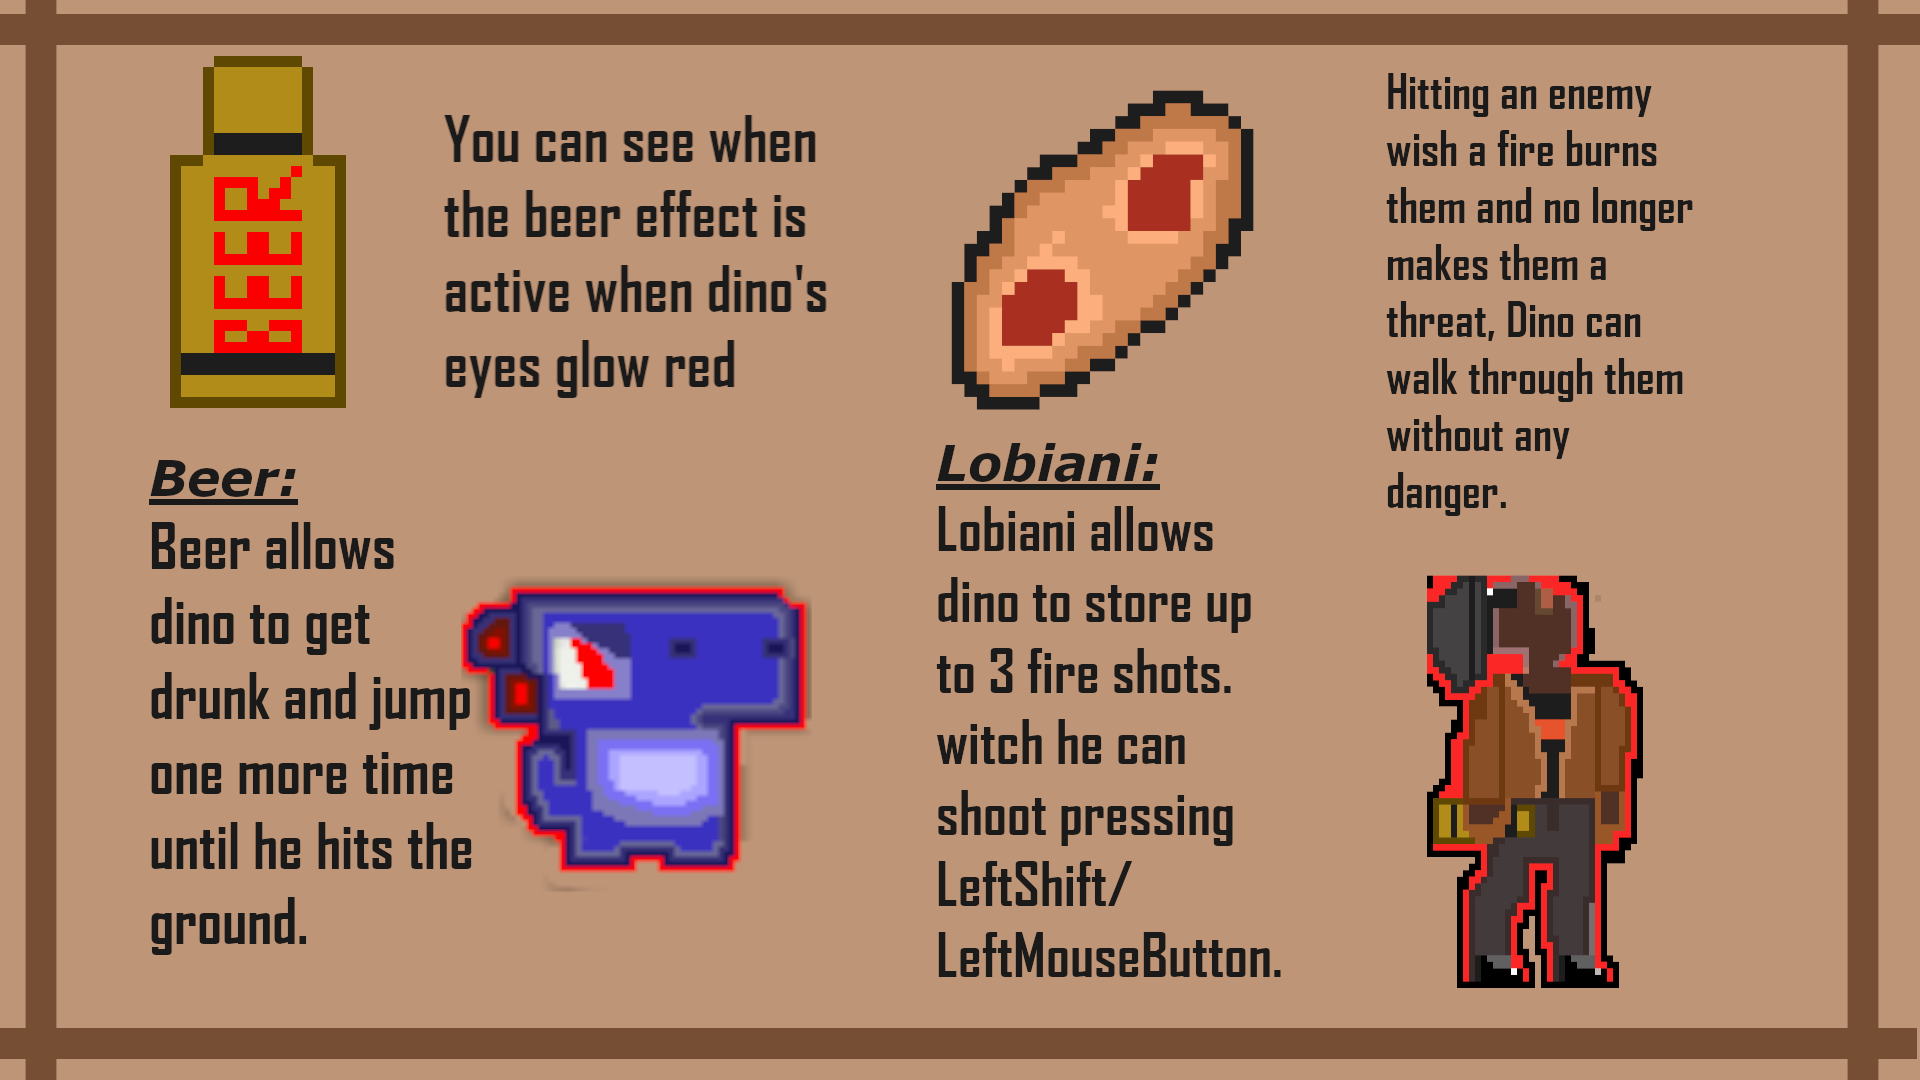 BEER
You can see when
the beer effect is
active when dino's
eyes glow red
Beer:
Beer allows
dino to get
drunk and jump
one more time
until he hits the
ground.
Lobiani:
Lobiani allows
dino to store up
to 3 fire shots.
witch he can
shoot pressing
LeftShift/
LeftMouseButton.
Hitting an enemy
wish a fire burns
them and no longer
makes them a
threat, Dino can
walk through them
without any
danger.